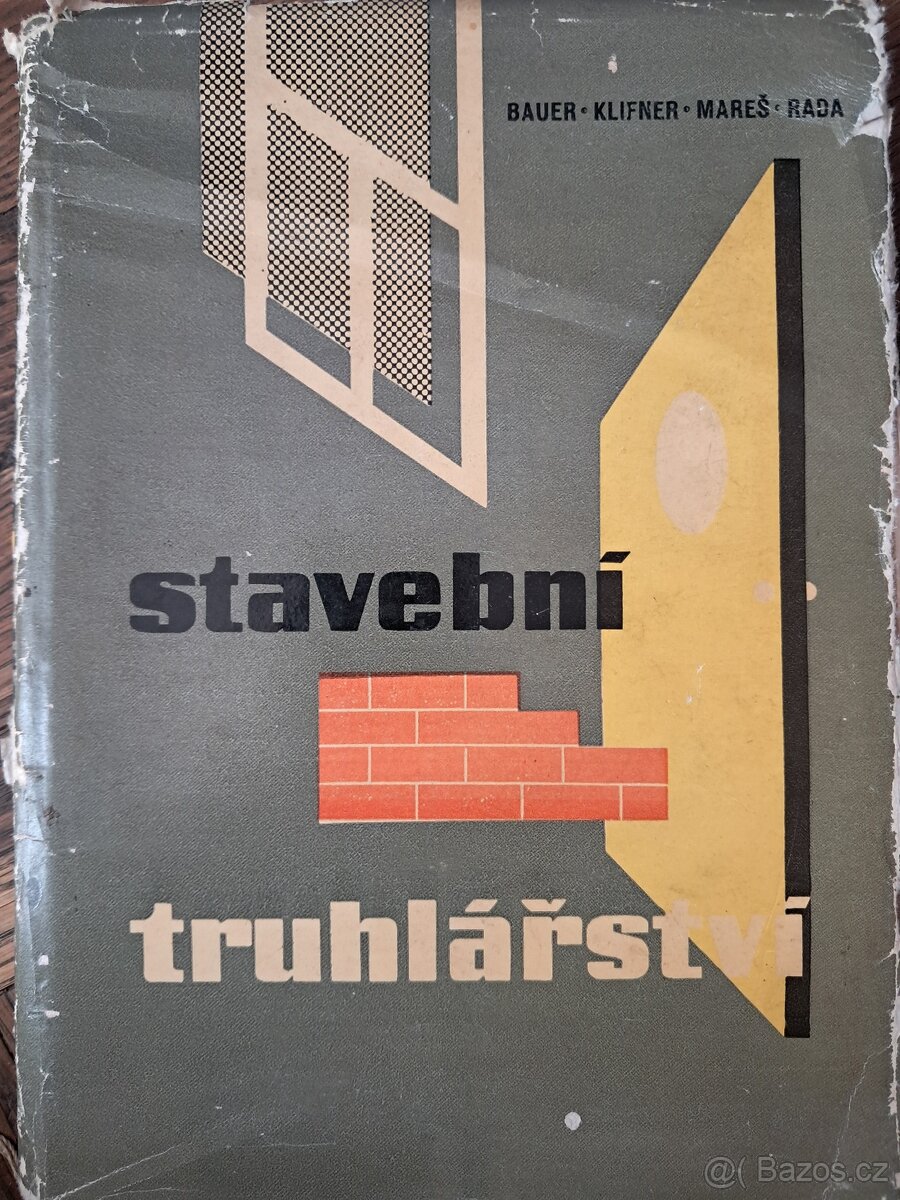 BAUER • KLIFNER • MAREŠ • RADA
stavební
truhlářství
@( Bazos.cz